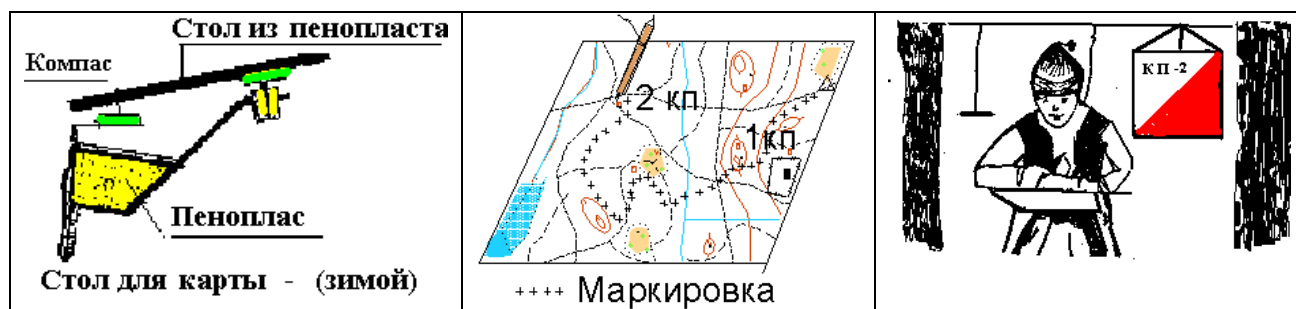 Стол из пенопласта
Компас
Пеноплас
Стол для карты - (зимой)
2 кп
1кп
++++ Маркировка
КП-2